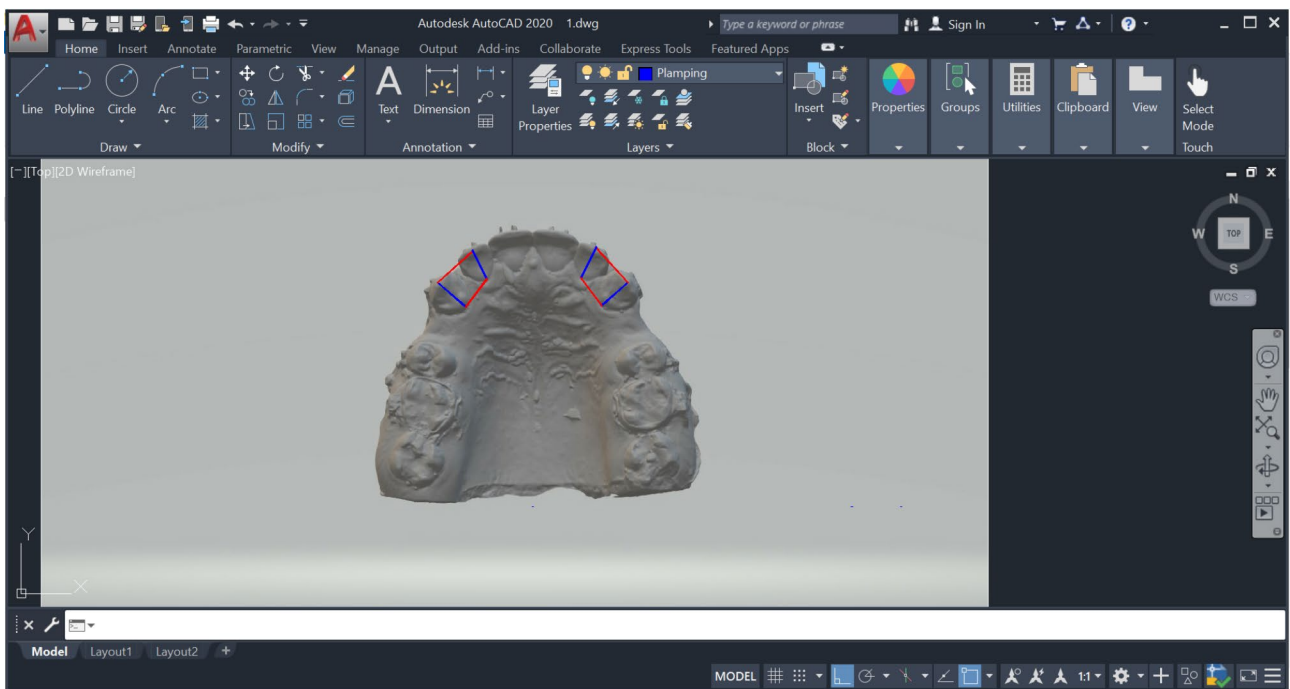 A Autodesk AutoCAD 2020 1.dwg Type a keyword or phrase Sign In ?
Home Insert Annotate Parametric View Manage Output Add-ins Collaborate Express Tools Featured Apps
Line Polyline Circle Arc
A Text Dimension
Layer Properties Plamping
Insert Properties Groups Utilities Clipboard View Select Mode
Draw Modify Annotation Layers Block Touch
[−][Top][2D Wireframe]
N
W TOP E
S
WCS
Y
X
Model Layout1 Layout2 +
MODEL 1:1